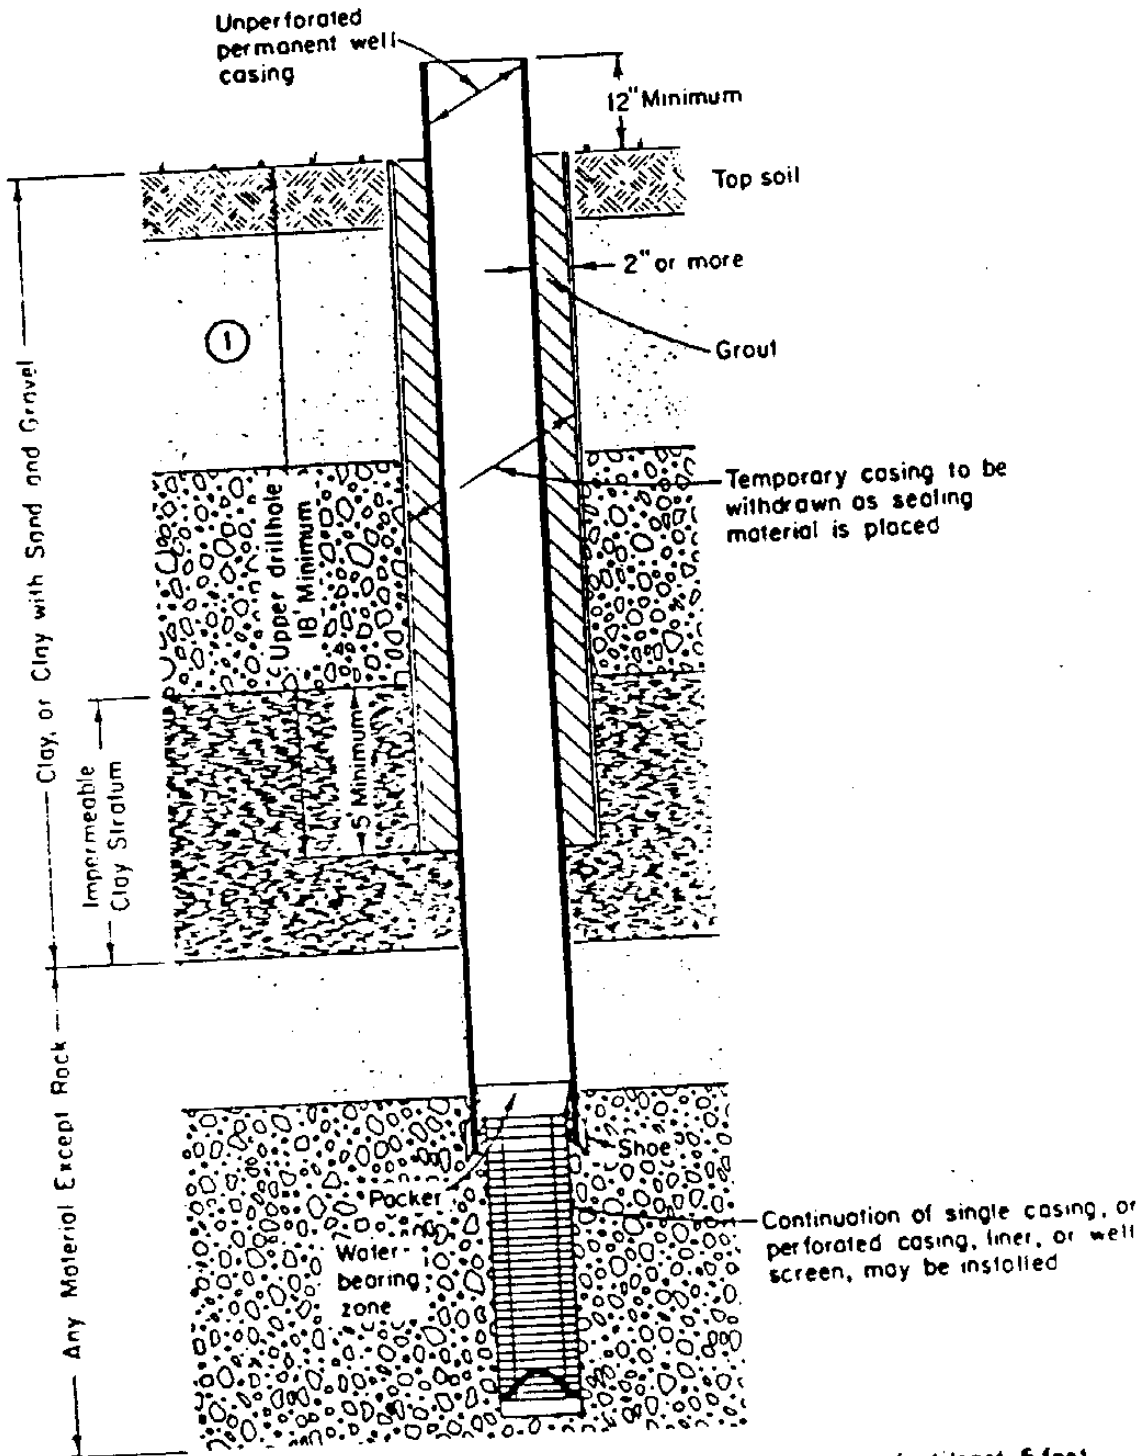 Unperforated
permanent well
casing
12" Minimum
Top soil
2" or more
1
Grout
Temporary casing to be
withdrawn as sealing
material is placed
Upper drillhole
18' Minimum
5' Minimum
Clay, or Clay with Sand and Gravel
Impermeable
Clay Stratum
Any Material Except Rock
Shoe
Packer
Water-
bearing
zone
Continuation of single casing, or
perforated casing, liner, or well
screen, may be installed
5 feet